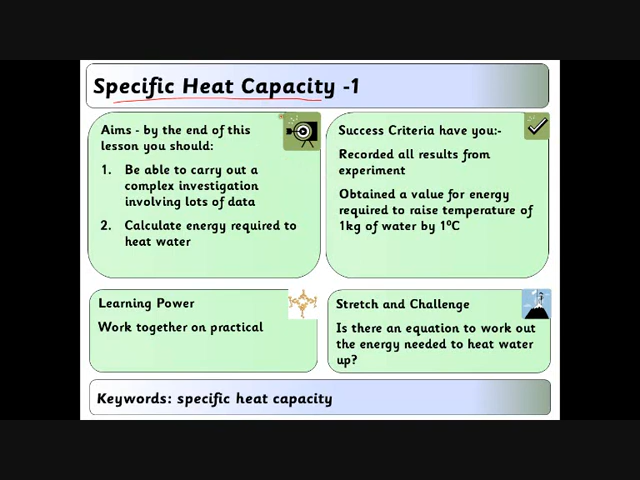 Specific Heat Capacity -1
Aims - by the end of this
lesson you should:
1. Be able to carry out a
complex investigation
involving lots of data
2. Calculate energy required to
heat water
Success Criteria have you:-
Recorded all results from
experiment
Obtained a value for energy
required to raise temperature of
1kg of water by 1⁰C
Learning Power
Work together on practical
Stretch and Challenge
Is there an equation to work out
the energy needed to heat water
up?
Keywords: specific heat capacity